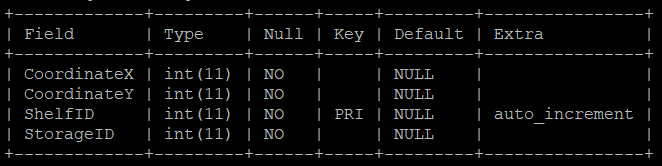 | Field | Type | Null | Key | Default | Extra |
| CoordinateX | int(11) | NO | | NULL | |
| CoordinateY | int(11) | NO | | NULL | |
| ShelfID | int(11) | NO | PRI | NULL | auto_increment |
| StorageID | int(11) | NO | | NULL | |